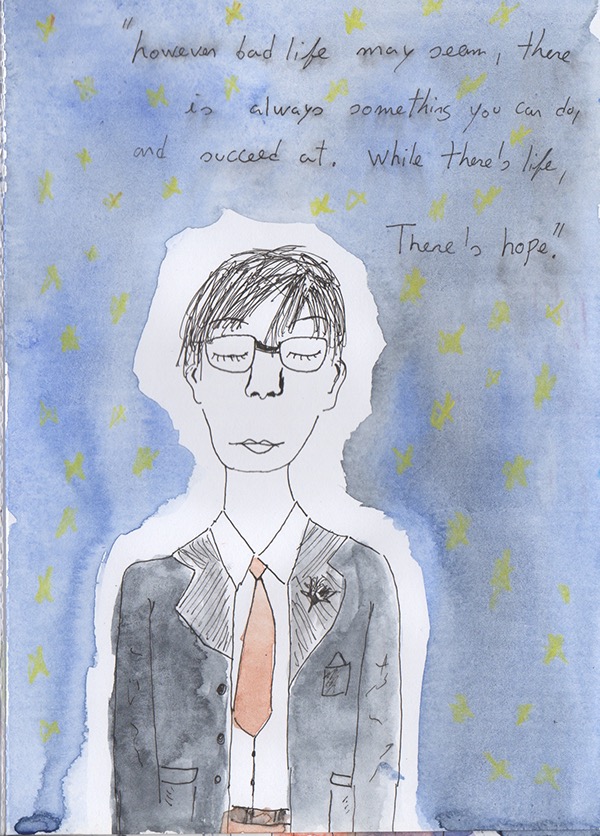 "however bad life may seem, there
is always something you can do,
and succeed at. While there's life,
There's hope."